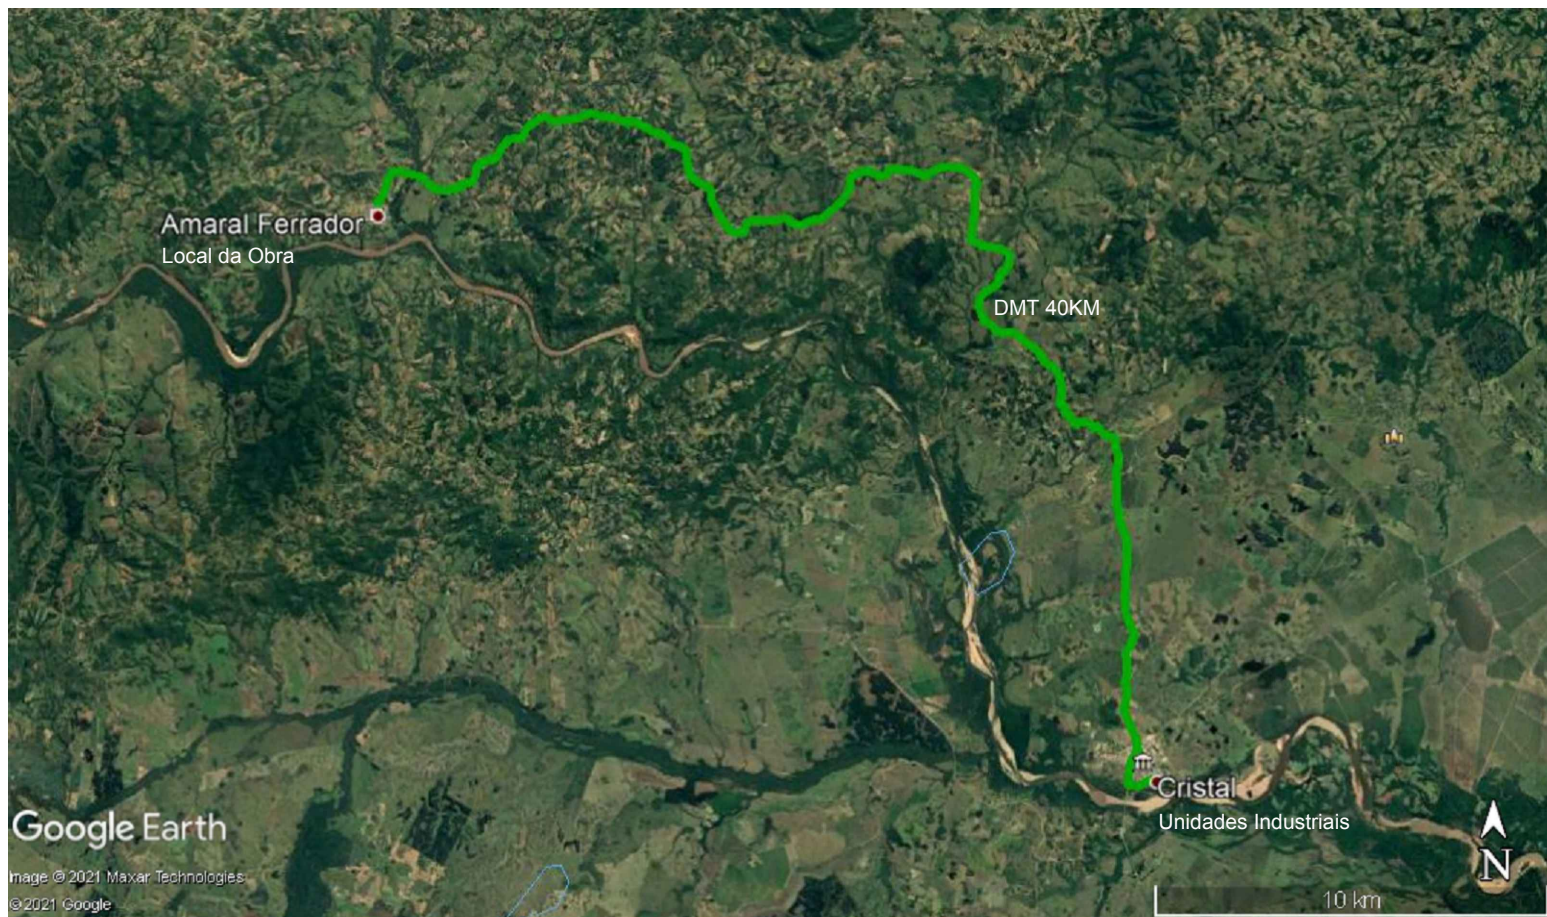 Amaral Ferrador
Local da Obra
DMT 40KM
Cristal
Unidades Industriais
Google Earth
Image © 2021 Maxar Technologies
© 2021 Google
N
10 km